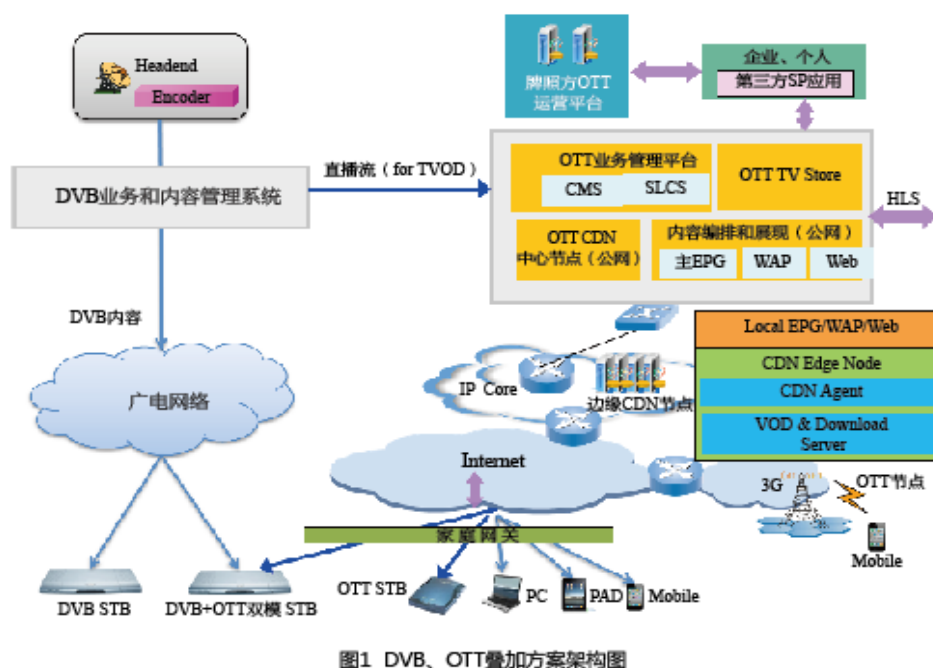 Headend
Encoder
牌照方OTT
运营平台
企业、个人
第三方SP应用
DVB业务和内容管理系统
直播流（for TVOD）
OTT业务管理平台
CMS
SLCS
OTT TV Store
HLS
OTT CDN
中心节点（公网）
内容编排和展现（公网）
主EPG
WAP
Web
DVB内容
广电网络
IP Core
边缘CDN节点
Local EPG/WAP/Web
CDN Edge Node
CDN Agent
VOD & Download
Server
Internet
3G
OTT节点
Mobile
家庭网关
DVB STB
DVB+OTT双模 STB
OTT STB
PC
PAD
Mobile
图1 DVB、OTT叠加方案架构图